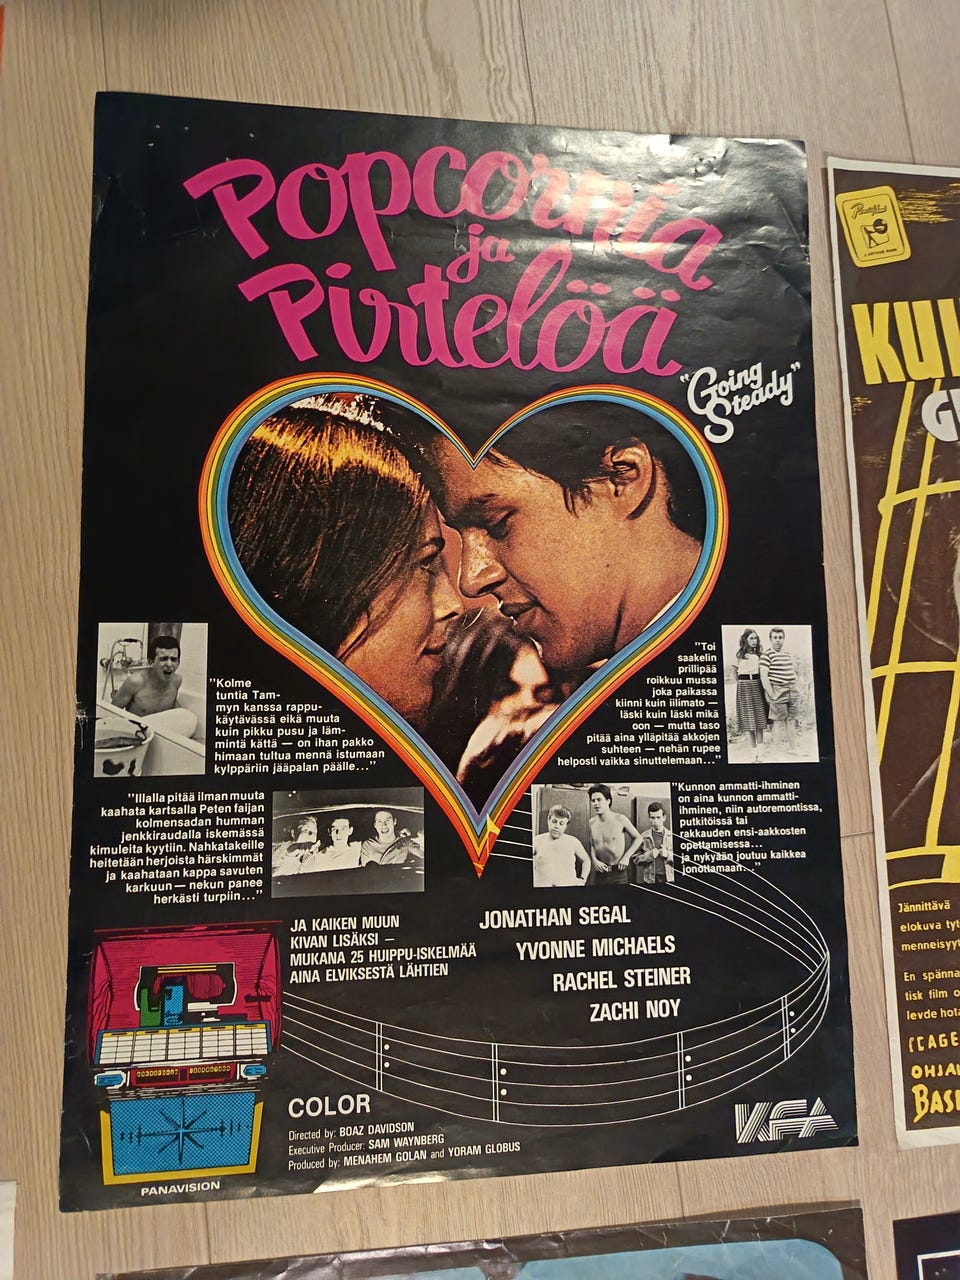 Popcornia
ja
Pirtelöä
"Going
Steady"
"Kolme
tuntia Tam-
myn kanssa rappu-
käytävässä eikä muuta
kuin pikku pusu ja läm-
mintä kättä — on ihan pakko
himaan tultua mennä istumaan
kylppäriin jääpalan päälle..."
"Toi
saakelin
prillipää
roikkuu mussa
joka paikassa
kiinni kuin iilimato —
läski kuin läski mikä
oon — mutta taso
pitää aina ylläpitää akkojen
suhteen — nehän rupee
helposti vaikka sinuttelemaan..."
"Illalla pitää ilman muuta
kaahata kartsalla Peten faijan
kolmensadan humman
jenkkiraudalla iskemässä
kimuleita kyytiin. Nahkatakeille
heitetään herjoista härskimmät
ja kaahataan kappa savuten
karkuun — nekun panee
herkästi turpiin..."
"Kunnon ammatti-ihminen
on aina kunnon ammatti-
ihminen, niin autoremontissa,
putkitöissä tai
rakkauden ensi-aakkosten
opettamisessa...
ja nykyään joutuu kaikkea
jonottamaan..."
JA KAIKEN MUUN
KIVAN LISÄKSI —
MUKANA 25 HUIPPU-ISKELMÄÄ
AINA ELVIKSESTÄ LÄHTIEN
JONATHAN SEGAL
YVONNE MICHAELS
RACHEL STEINER
ZACHI NOY
COLOR
Directed by: BOAZ DAVIDSON
Executive Producer: SAM WAYNBERG
Produced by: MENAHEM GOLAN and YORAM GLOBUS
PANAVISION
KFA
KUI
Jännittävä
elokuva
menneisyyt
En spänna
tisk film o
levde hota
OHJA
BAS